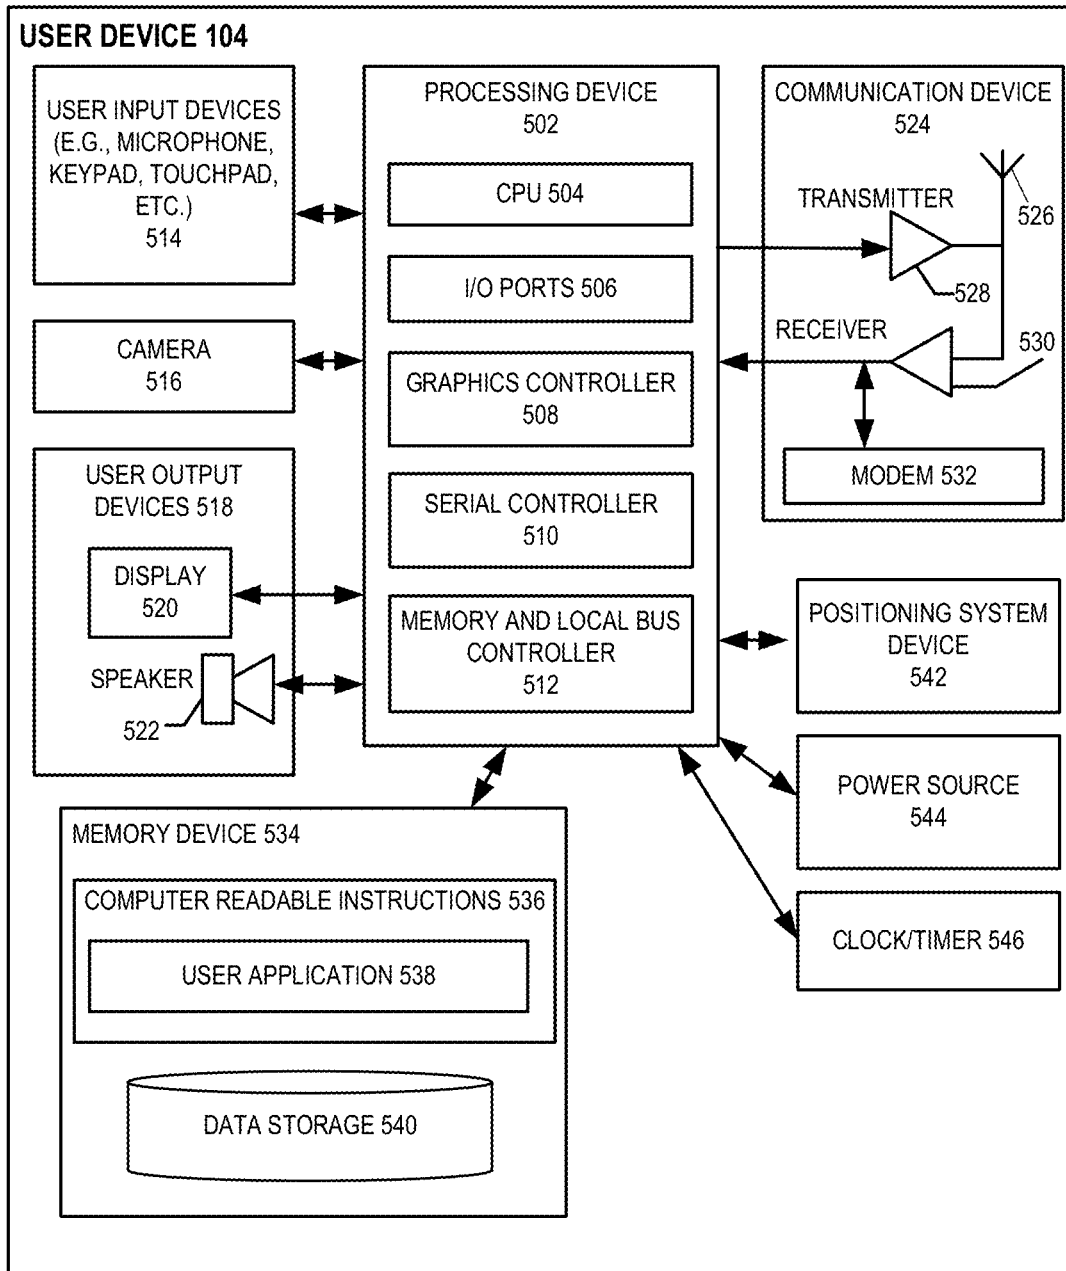 USER DEVICE 104
USER INPUT DEVICES
(E.G., MICROPHONE,
KEYPAD, TOUCHPAD,
ETC.)
514
CAMERA
516
USER OUTPUT
DEVICES 518
DISPLAY
520
SPEAKER
522
PROCESSING DEVICE
502
CPU 504
I/O PORTS 506
GRAPHICS CONTROLLER
508
SERIAL CONTROLLER
510
MEMORY AND LOCAL BUS
CONTROLLER
512
COMMUNICATION DEVICE
524
TRANSMITTER
526
528
RECEIVER
530
MODEM 532
POSITIONING SYSTEM
DEVICE
542
POWER SOURCE
544
CLOCK/TIMER 546
MEMORY DEVICE 534
COMPUTER READABLE INSTRUCTIONS 536
USER APPLICATION 538
DATA STORAGE 540